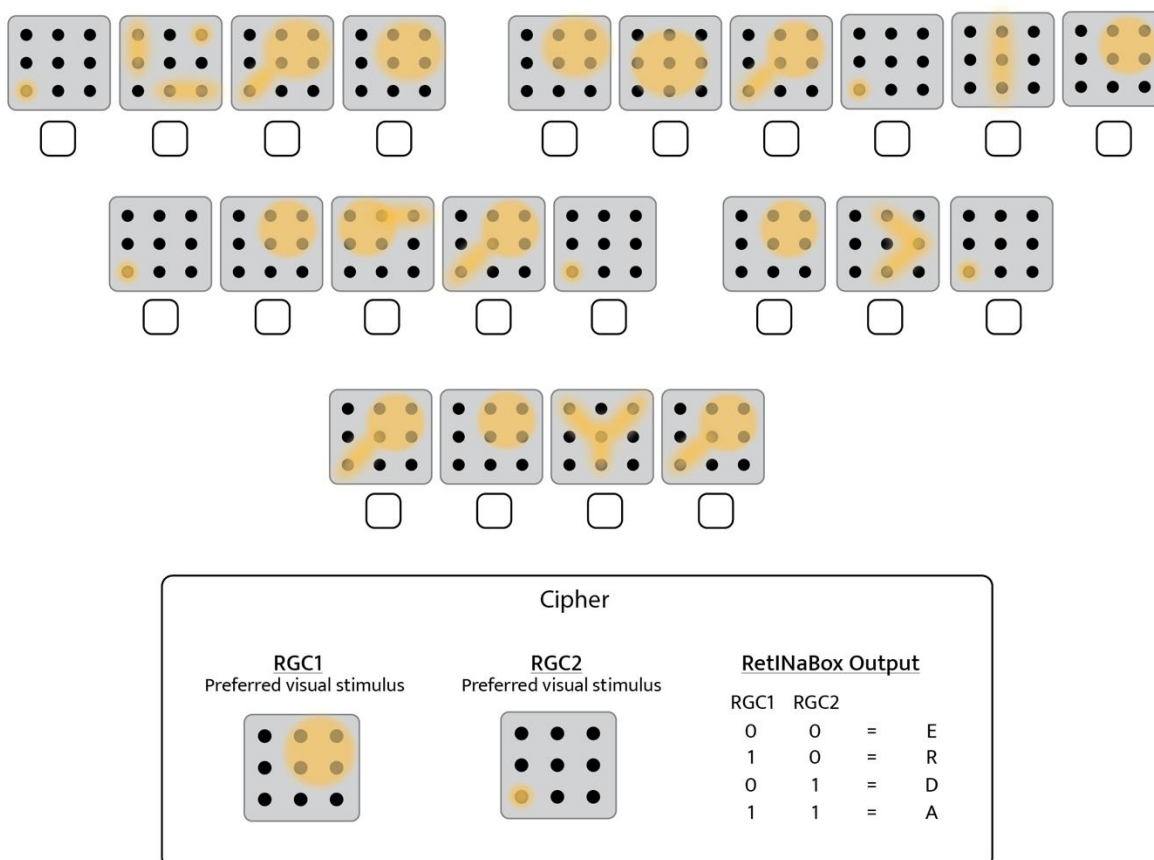 Cipher
RGC1 RGC2 RetINaBox Output
Preferred visual stimulus Preferred visual stimulus
RGC1 RGC2
0 0 = E
1 0 = R
0 1 = D
1 1 = A